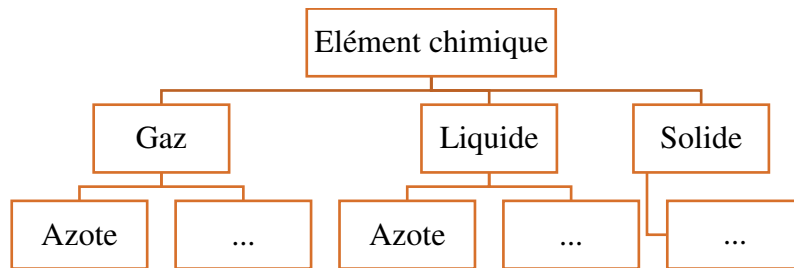 Elément chimique
Gaz
Liquide
Solide
Azote
...
Azote
...
...